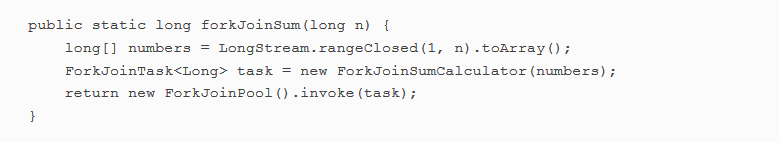 public static long forkJoinSum(long n) {
    long[] numbers = LongStream.rangeClosed(1, n).toArray();
    ForkJoinTask<Long> task = new ForkJoinSumCalculator(numbers);
    return new ForkJoinPool().invoke(task);
}